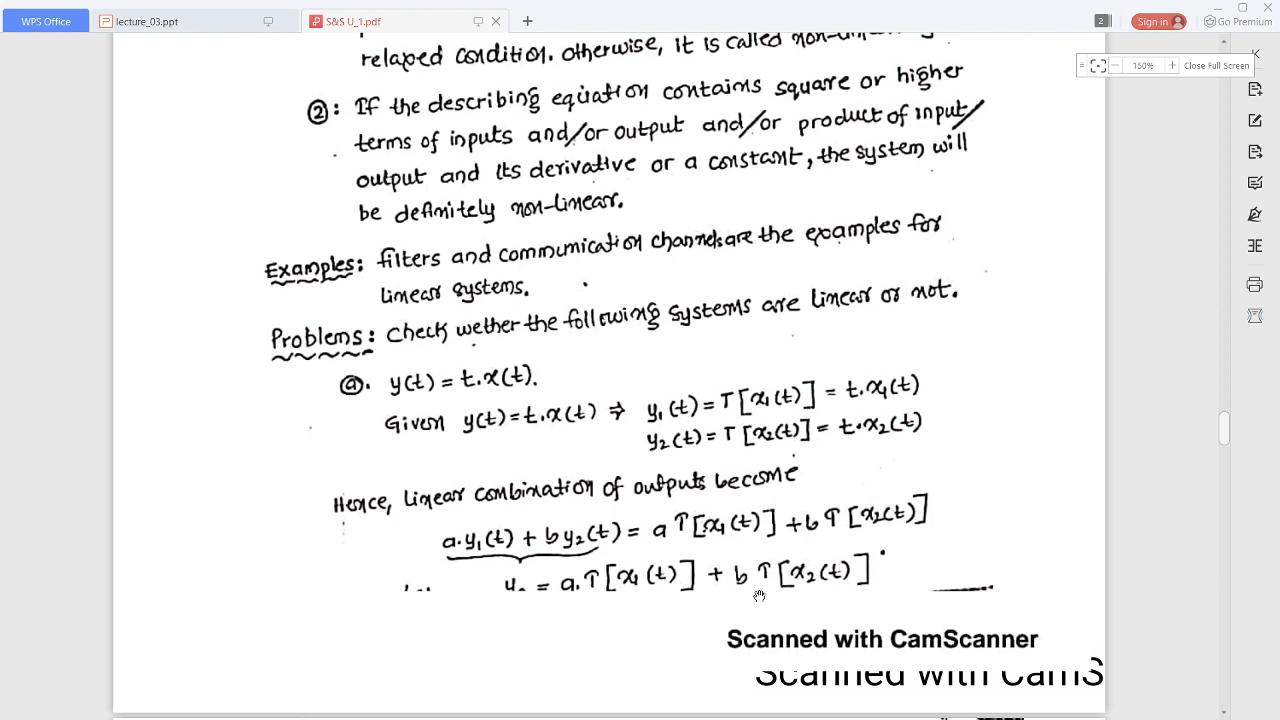 WPS Office
lecture_03.ppt
S&S U_1.pdf
2
Sign in
Go Premium
150%
Close Full Screen
relaxed condition. otherwise, it is called
②: If the describing equation contains square or higher
terms of inputs and/or output and/or product of input/
output and its derivative or a constant, the system will
be definitely non-linear.
Examples: filters and communication channels are the examples for
linear systems.
Problems: Check wether the following systems are linear or not.
ⓐ. y(t) = t.x(t).
Given y(t) = t.x(t) ⇒ y₁(t) = T[x₁(t)] = t.x₁(t)
y₂(t) = T[x₂(t)] = t.x₂(t)
Hence, linear combination of outputs become
a.y₁(t) + by₂(t) = a T[x₁(t)] + b T[x₂(t)]
= a.T[x₁(t)] + b T[x₂(t)]
Scanned with CamScanner
Scanned with CamS